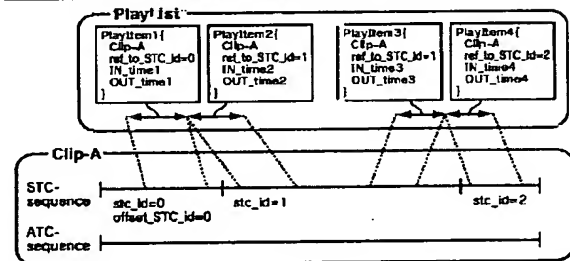 PlayList
PlayItem1{
Clip-A
ref_to_STC_id=0
IN_time1
OUT_time1
}
PlayItem2{
Clip-A
ref_to_STC_id=1
IN_time2
OUT_time2
}
PlayItem3{
Clip-A
ref_to_STC_id=1
IN_time3
OUT_time3
}
PlayItem4{
Clip-A
ref_to_STC_id=2
IN_time4
OUT_time4
}
Clip-A
STC-
sequence
stc_id=0
offset_STC_id=0
stc_id=1
stc_id=2
ATC-
sequence